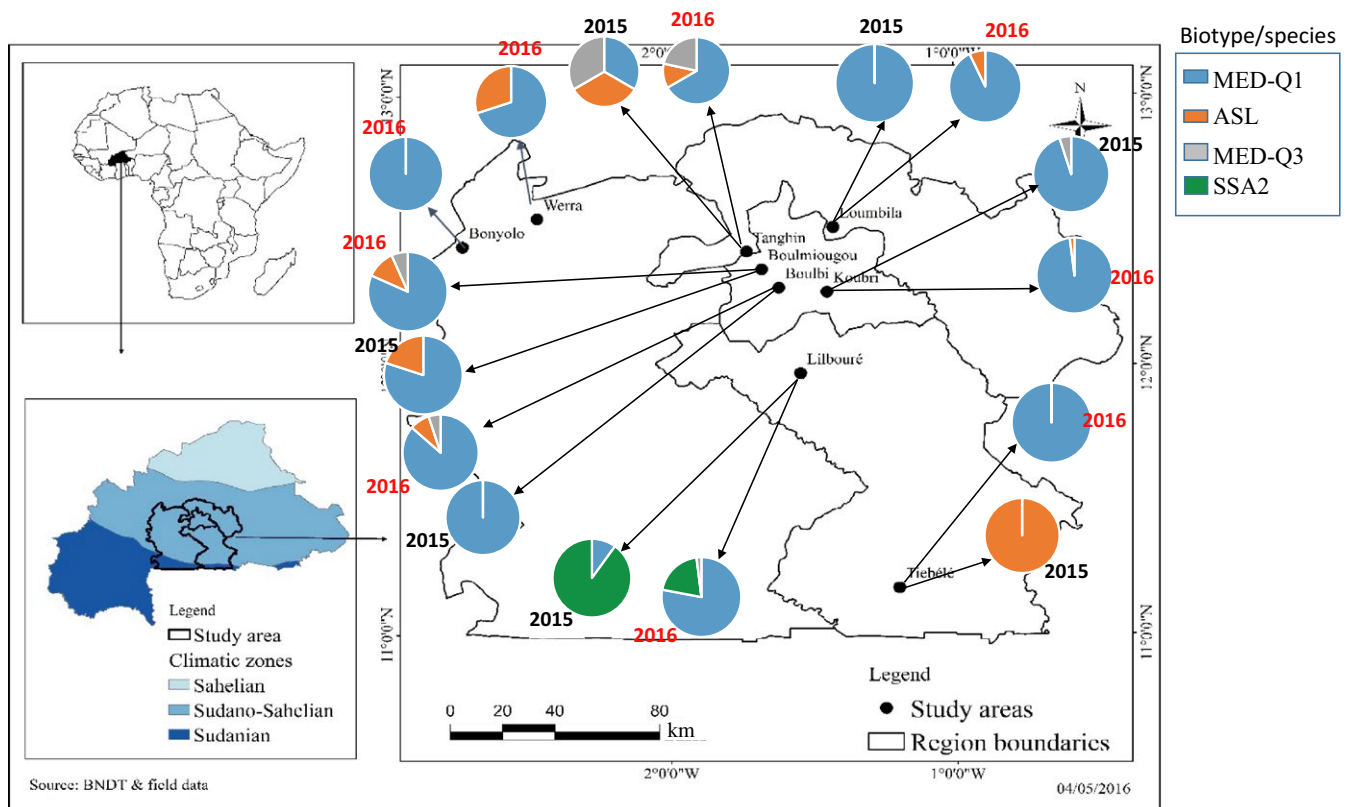 Biotype/species
MED-Q1
ASL
MED-Q3
SSA2
2015
2016
2015
2016
2016
2°0'0"W
1°0'0"W
13°0'0"N
13°0'0"N
2016
2015
Werra
Bonyolo
Loumbila
Tanghin
Boulmiougou
Boulbi
Koubri
2016
2016
2015
12°0'0"N
Lilbouré
2016
2016
2015
2015
Tiebélé
2015
2016
11°0'0"N
11°0'0"N
Legend
Study area
Climatic zones
Sahelian
Sudano-Sahelian
Sudanian
Legend
Study areas
Region boundaries
0 20 40 80
km
2°0'0"W
1°0'0"W
Source: BNDT & field data
04/05/2016